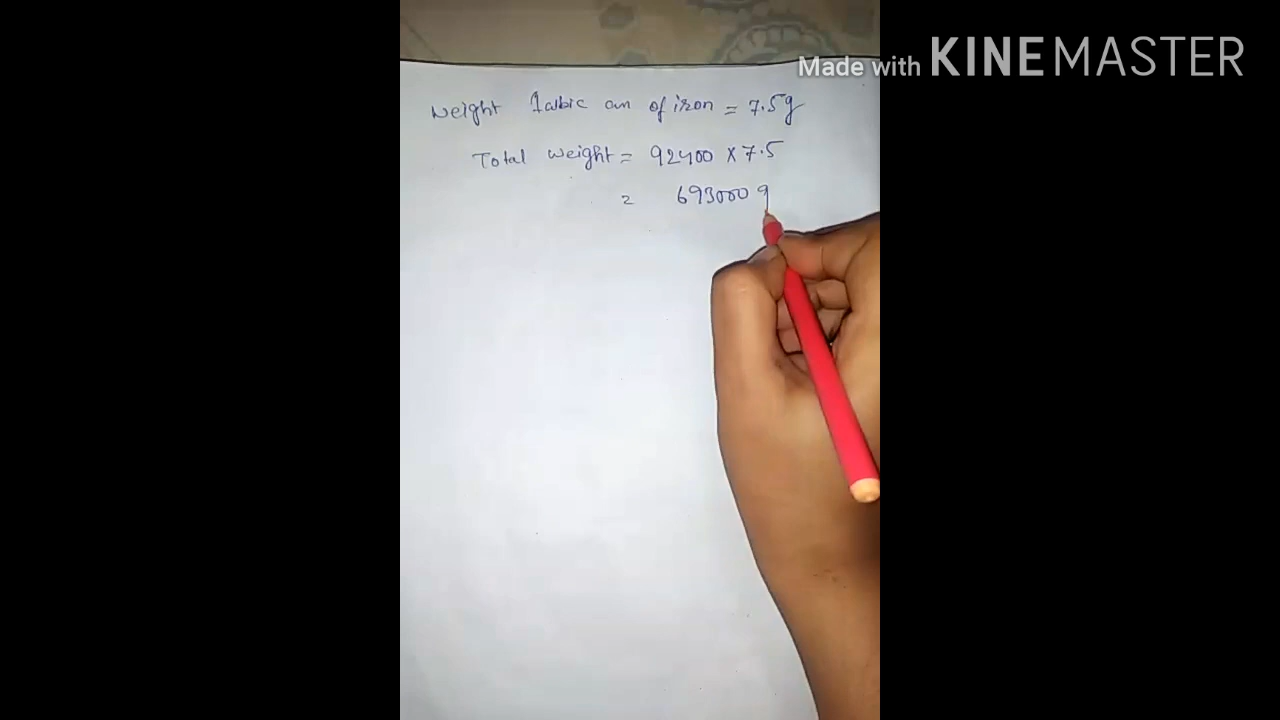 Made with KINEMASTER
Weight 1 cubic cm of iron = 7.5g
Total weight = 92400 x 7.5
= 693000 g